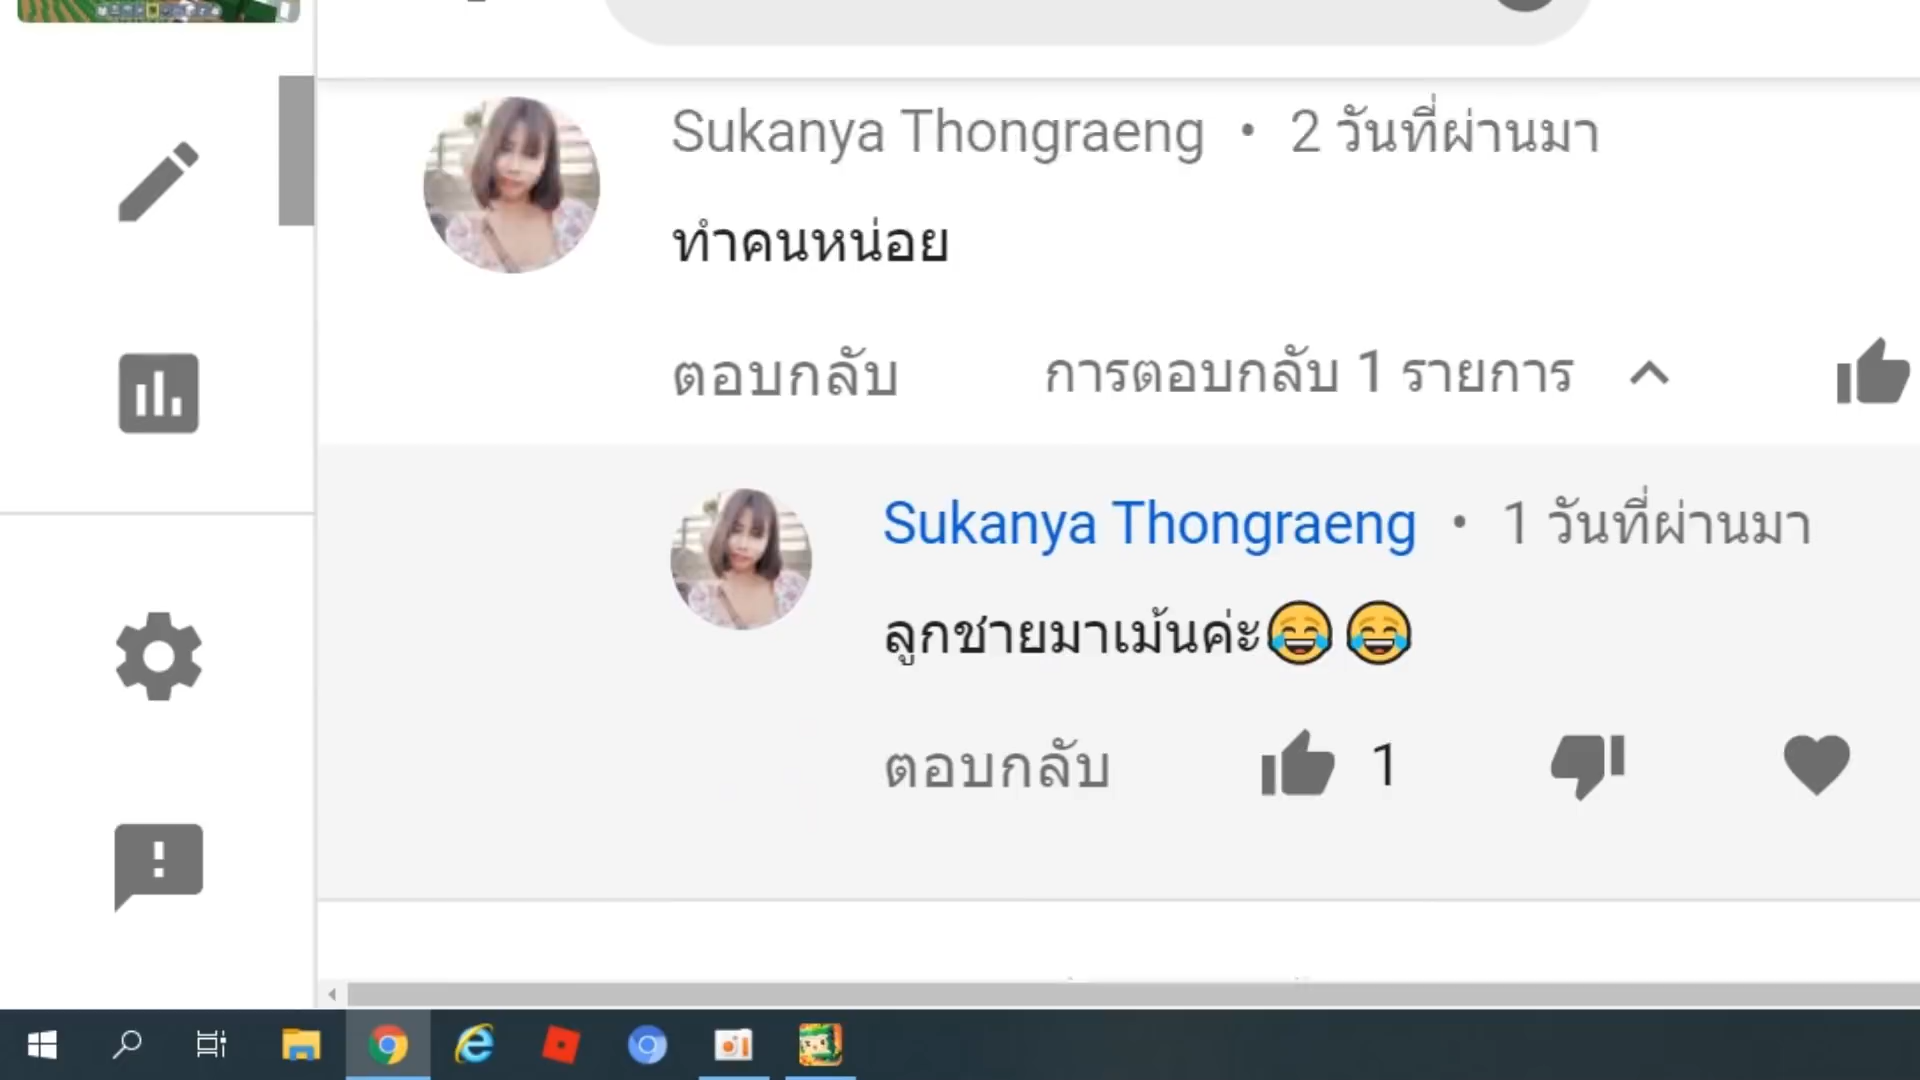 Sukanya Thongraeng • 2 วันที่ผ่านมา
ทำคนหน่อย
ตอบกลับ การตอบกลับ 1 รายการ
Sukanya Thongraeng • 1 วันที่ผ่านมา
ลูกชายมาเม้นค่ะ😂😂
ตอบกลับ 1